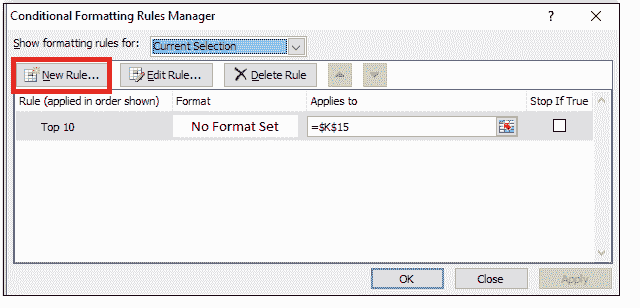 Conditional Formatting Rules Manager ? ×
Show formatting rules for: Current Selection
New Rule... Edit Rule... Delete Rule
Rule (applied in order shown) Format Applies to Stop If True
Top 10 No Format Set =$K$15
OK Close Apply